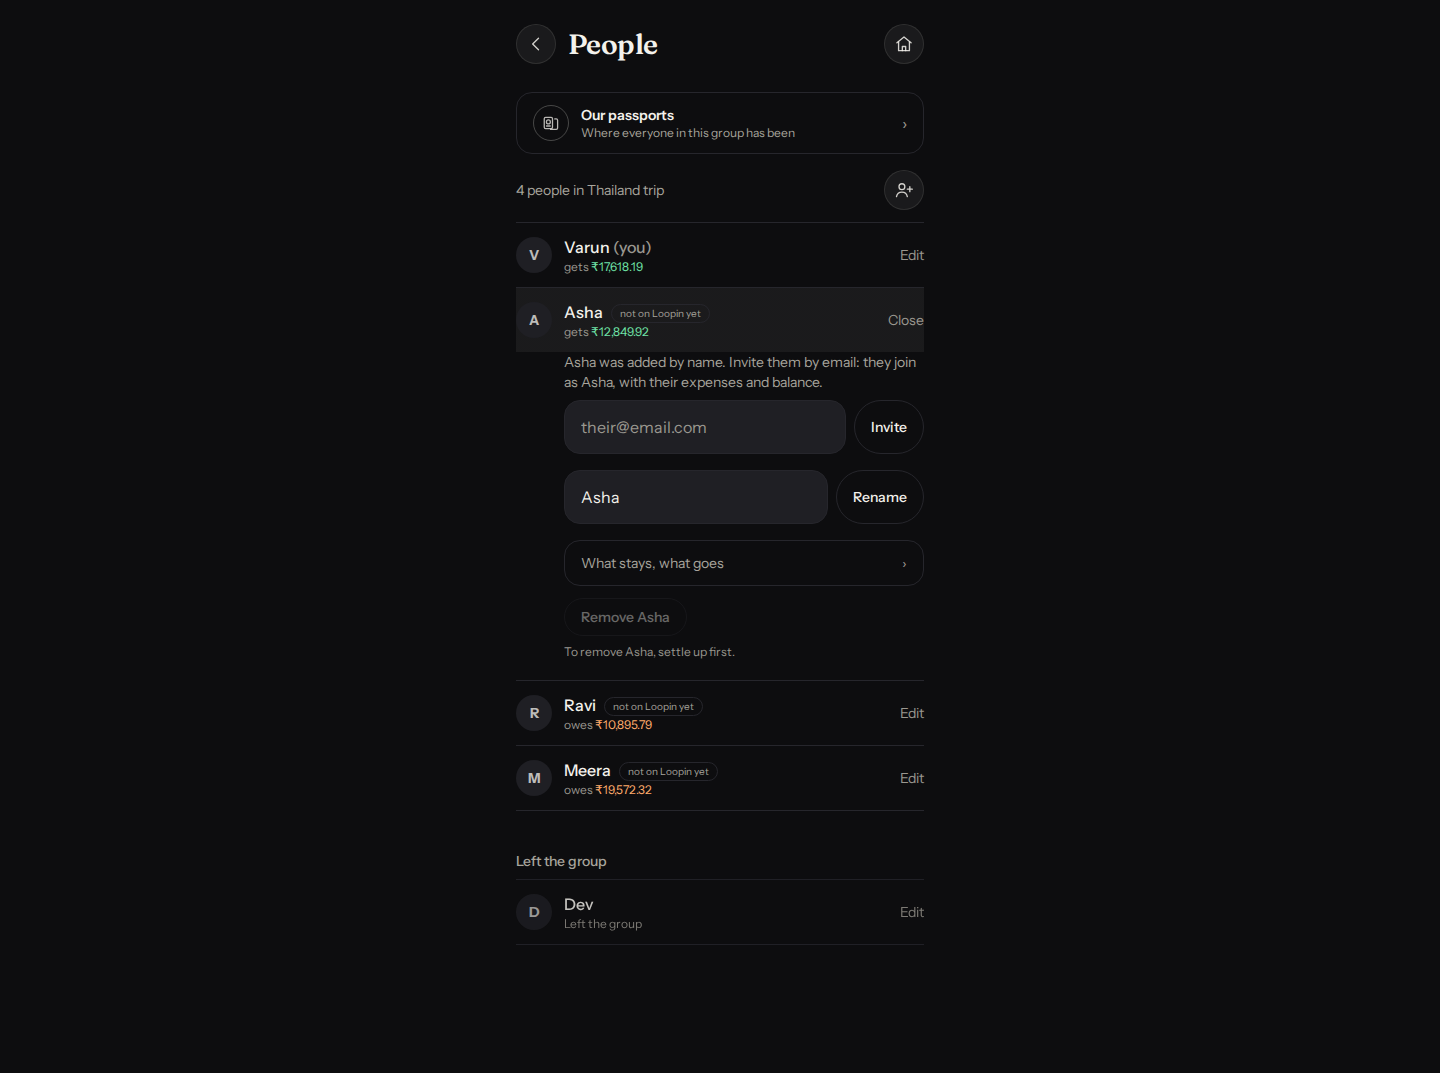 People
Our passports
Where everyone in this group has been
4 people in Thailand trip
V
Varun (you)
gets ₹17,618.19
Edit
A
Asha not on Loopin yet
gets ₹12,849.92
Close
Asha was added by name. Invite them by email: they join
as Asha, with their expenses and balance.
their@email.com
Invite
Asha
Rename
What stays, what goes
Remove Asha
To remove Asha, settle up first.
R
Ravi not on Loopin yet
owes ₹10,895.79
Edit
M
Meera not on Loopin yet
owes ₹19,572.32
Edit
Left the group
D
Dev
Left the group
Edit